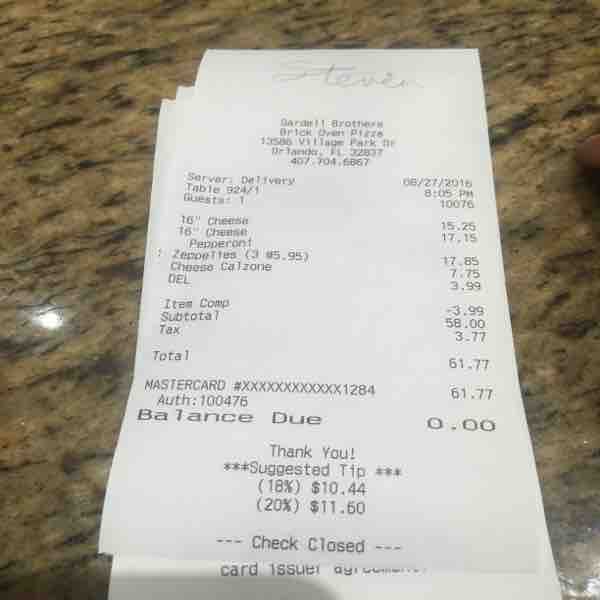 Steven
Gardell Brothers
Brick Oven Pizza
13586 Village Park Dr
Orlando, FL 32837
407.704.6867
Server: Delivery 08/27/2016
Table 924/1 8:05 PM
Guests: 1 10076
16" Cheese 15.25
16" Cheese 17.15
Pepperoni
! Zeppelies (3 @5.95) 17.85
Cheese Calzone 7.75
DEL 3.99
Item Comp -3.99
Subtotal 58.00
Tax 3.77
Total 61.77
MASTERCARD #XXXXXXXXXXXX1284 61.77
Auth:100476
Balance Due 0.00
Thank You!
***Suggested Tip ***
(18%) $10.44
(20%) $11.60
--- Check Closed ---
card issuer agreement.